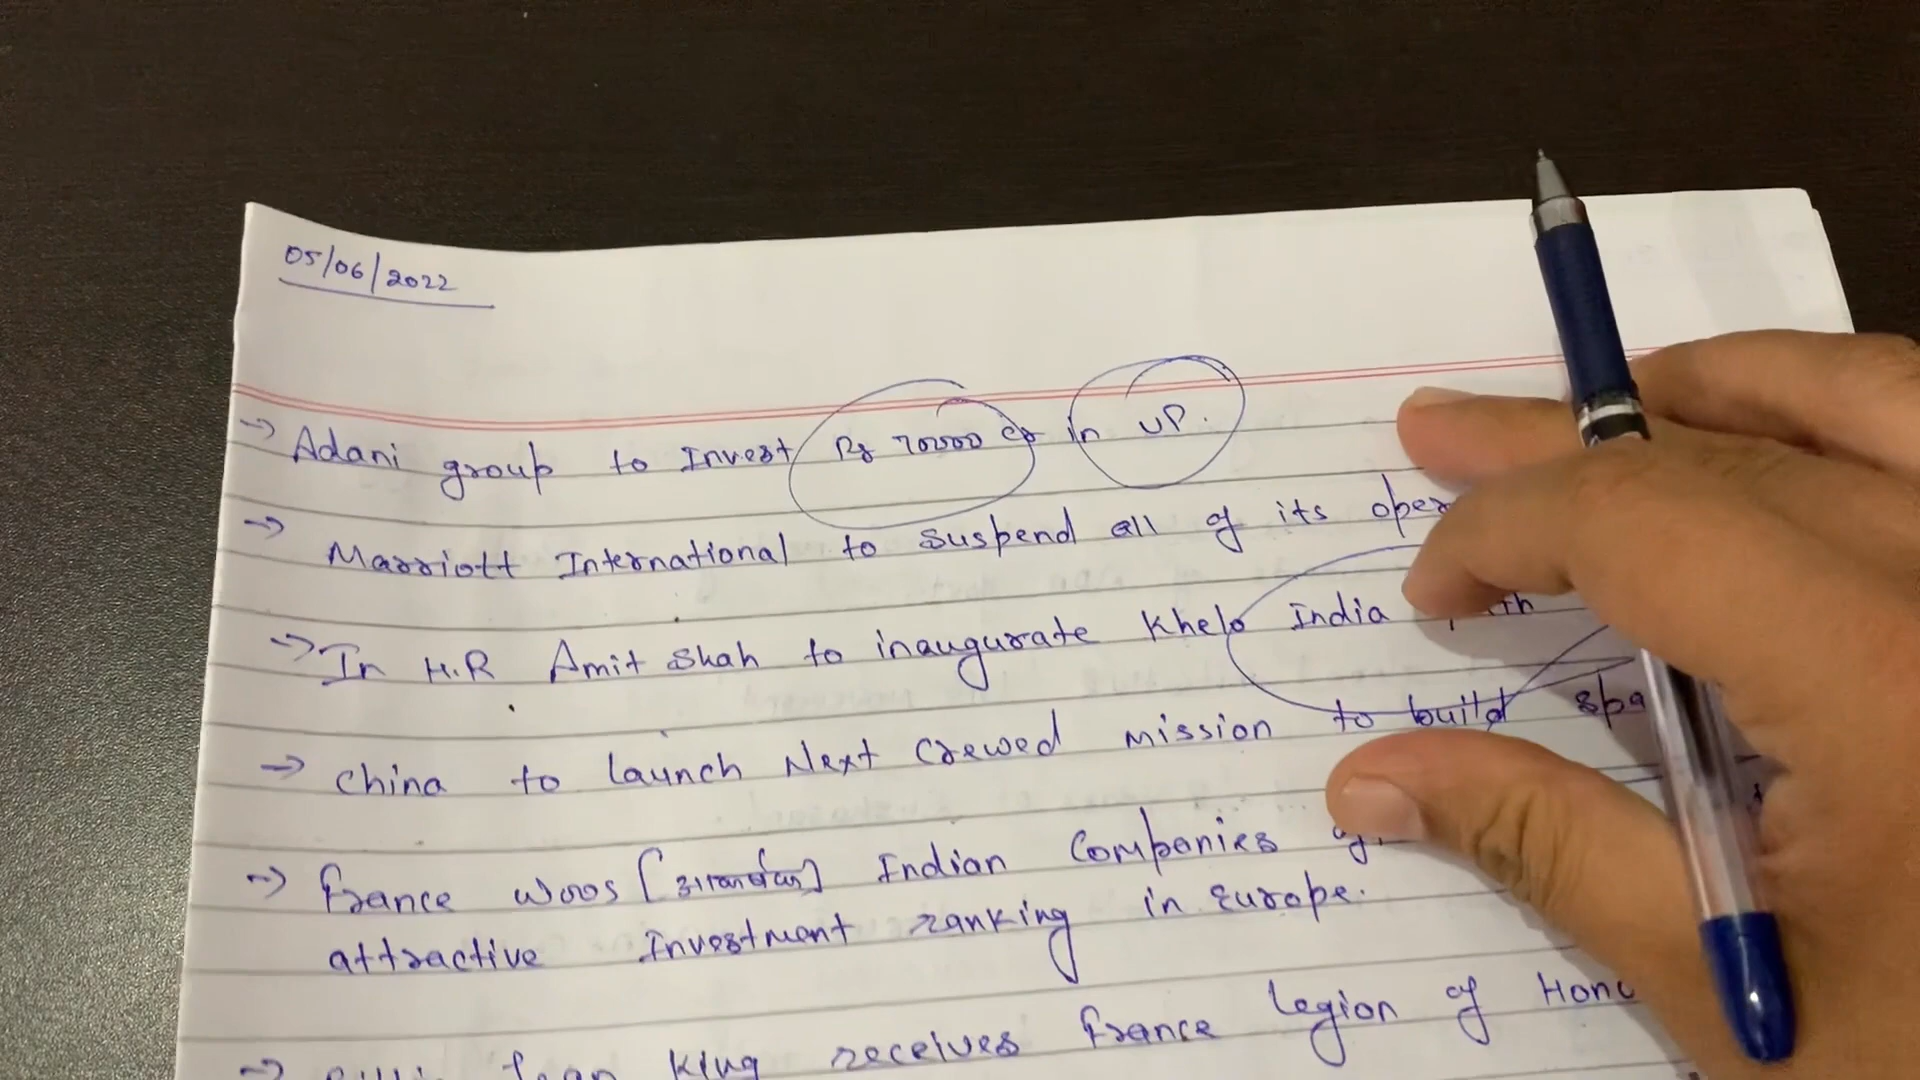 05/06/2022
→ Adani group to Invest Rs 70000 cr in UP.
→ Marriott International to suspend all of its oper
→ In H.R Amit Shah to inaugurate Khelo India
→ China to launch Next Crewed mission to build spa
→ France woos [आकर्षित] Indian Companies
attractive Investment ranking in Europe.
→ King receives France Legion of Hono